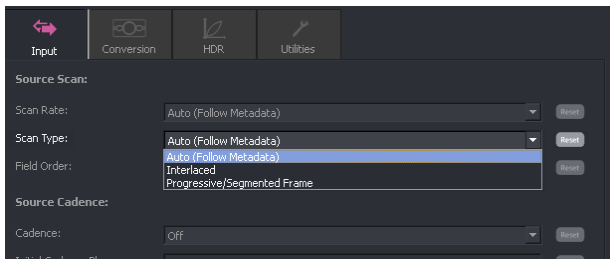 Input
Conversion
HDR
Utilities
Source Scan:
Scan Rate:
Auto (Follow Metadata)
Reset
Scan Type:
Auto (Follow Metadata)
Reset
Auto (Follow Metadata)
Interlaced
Progressive/Segmented Frame
Field Order:
Reset
Source Cadence:
Cadence:
Off
Reset